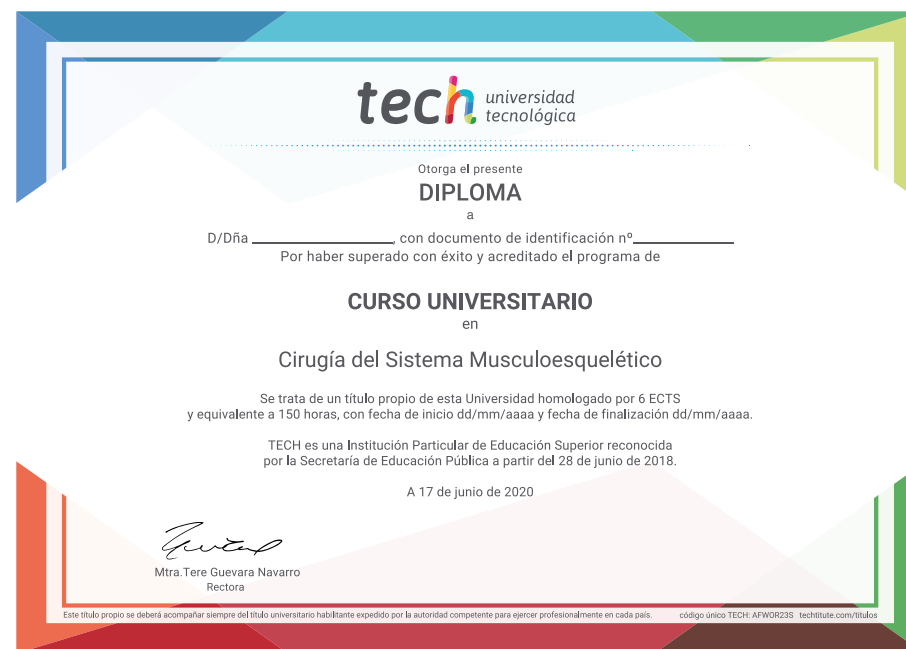 tech universidad
tecnológica
Otorga el presente
DIPLOMA
a
D/Dña ____________________, con documento de identificación nº______________
Por haber superado con éxito y acreditado el programa de
CURSO UNIVERSITARIO
en
Cirugía del Sistema Musculoesquelético
Se trata de un título propio de esta Universidad homologado por 6 ECTS
y equivalente a 150 horas, con fecha de inicio dd/mm/aaaa y fecha de finalización dd/mm/aaaa.
TECH es una Institución Particular de Educación Superior reconocida
por la Secretaría de Educación Pública a partir del 28 de junio de 2018.
A 17 de junio de 2020
Mtra.Tere Guevara Navarro
Rectora
Este título propio se deberá acompañar siempre del título universitario habilitante expedido por la autoridad competente para ejercer profesionalmente en cada país. código único TECH: AFWOR23S techtitute.com/titulos